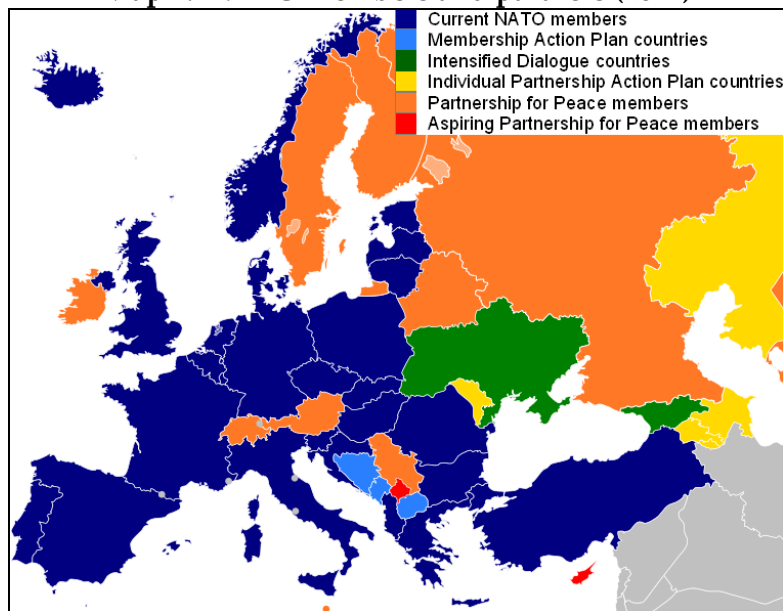 Current NATO members
Membership Action Plan countries
Intensified Dialogue countries
Individual Partnership Action Plan countries
Partnership for Peace members
Aspiring Partnership for Peace members